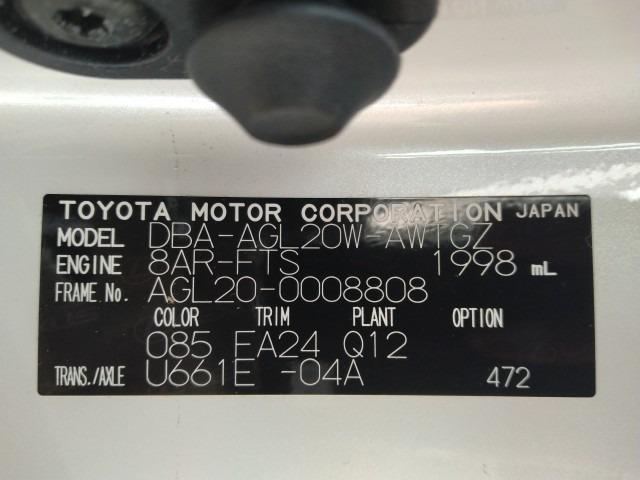 TOYOTA MOTOR CORPORATION JAPAN
MODEL DBA-AGL20W-AWTGZ
ENGINE 8AR-FTS 1998 mL
FRAME No. AGL20-0008808
COLOR TRIM PLANT OPTION
085 EA24 Q12
TRANS./AXLE U661E -04A 472